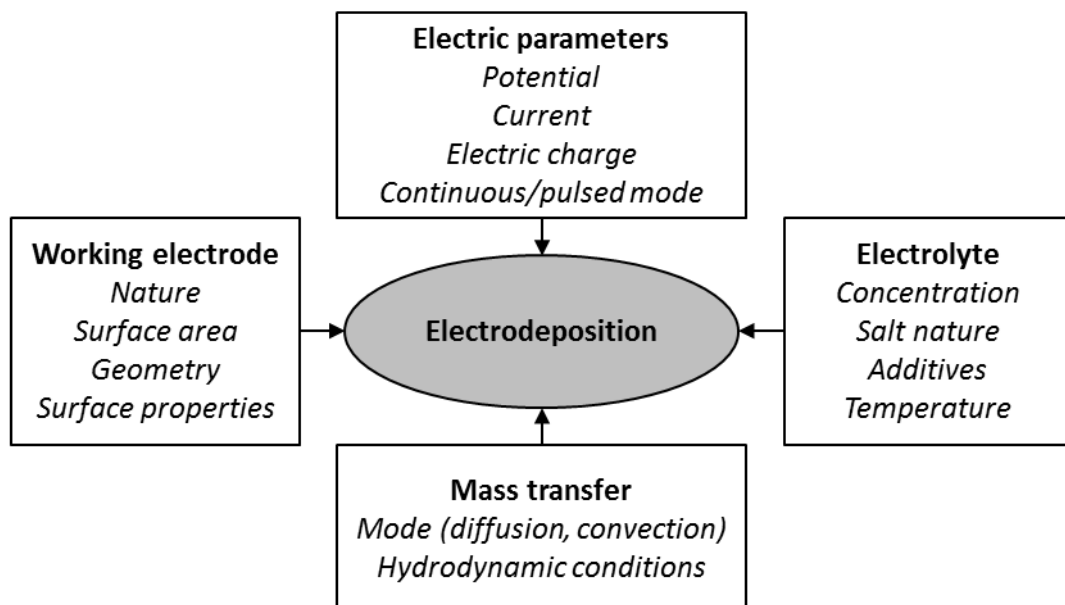 Electric parameters
Potential
Current
Electric charge
Continuous/pulsed mode
Working electrode
Nature
Surface area
Geometry
Surface properties
Electrodeposition
Electrolyte
Concentration
Salt nature
Additives
Temperature
Mass transfer
Mode (diffusion, convection)
Hydrodynamic conditions